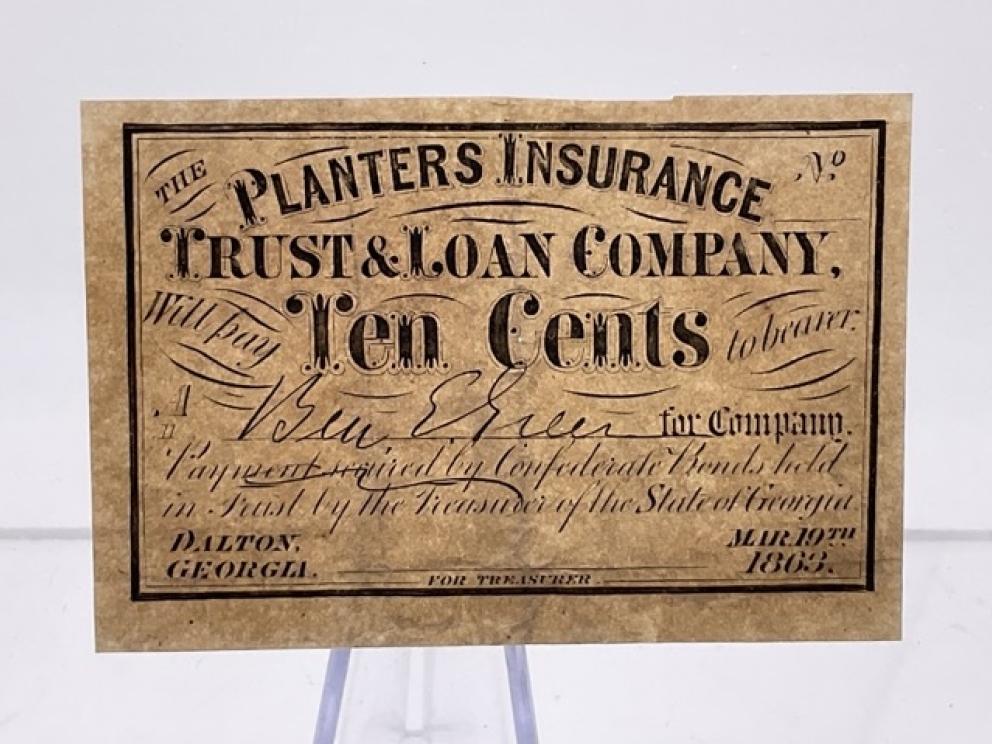 THE PLANTERS INSURANCE Nº
TRUST & LOAN COMPANY,
Will pay Ten Cents to bearer.
A Ben E. Green for Company.
Payment secured by Confederate Bonds held
in Trust by the Treasurer of the State of Georgia
DALTON, MAR. 19TH
GEORGIA. 1863.
FOR TREASURER